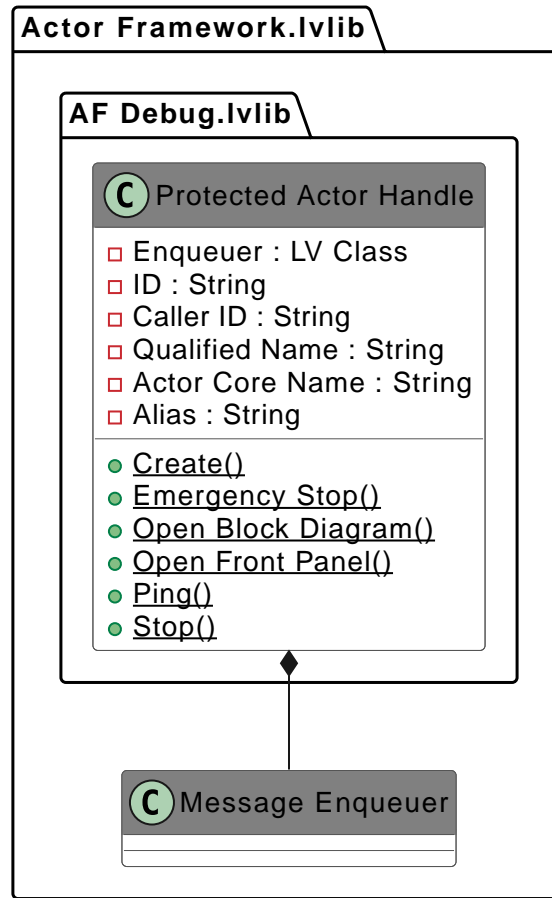 Actor Framework.lvlib
AF Debug.lvlib
C Protected Actor Handle
Enqueuer : LV Class
ID : String
Caller ID : String
Qualified Name : String
Actor Core Name : String
Alias : String
Create()
Emergency Stop()
Open Block Diagram()
Open Front Panel()
Ping()
Stop()
C Message Enqueuer